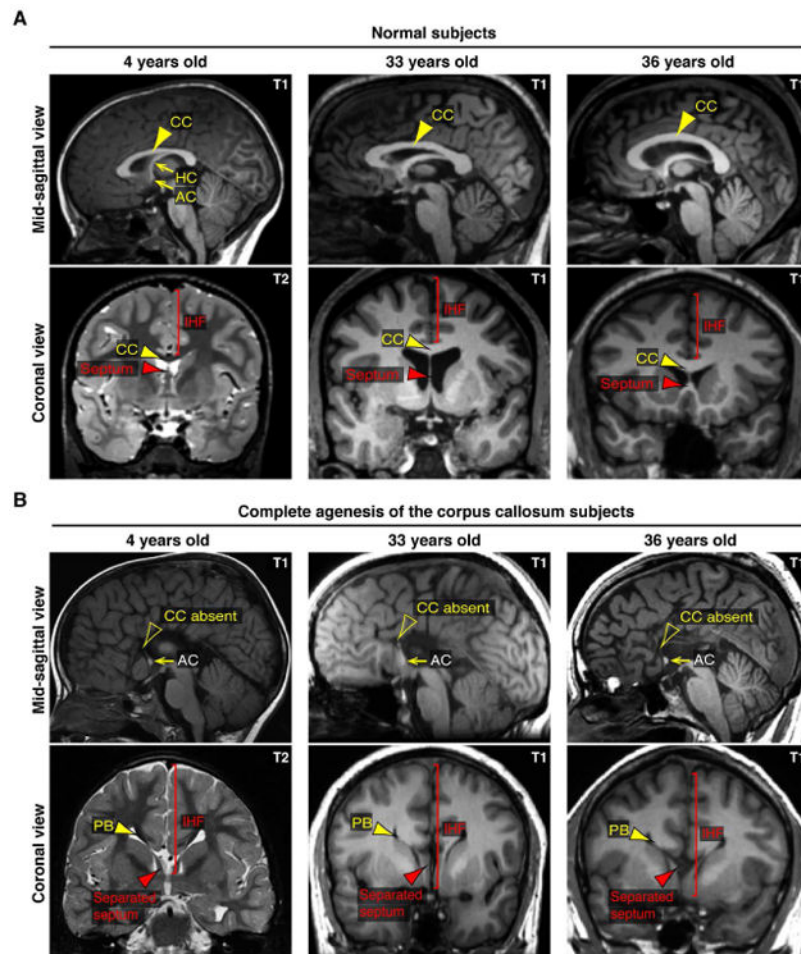 A
Normal subjects
4 years old
33 years old
36 years old
Mid-sagittal view
T1
CC
HC
AC
T1
CC
T1
CC
Coronal view
T2
IHF
CC
Septum
T1
IHF
CC
Septum
T1
IHF
CC
Septum
B
Complete agenesis of the corpus callosum subjects
4 years old
33 years old
36 years old
Mid-sagittal view
T1
CC absent
AC
T1
CC absent
AC
T1
CC absent
AC
Coronal view
T2
PB
IHF
Separated
septum
T1
PB
IHF
Separated
septum
T1
PB
IHF
Separated
septum